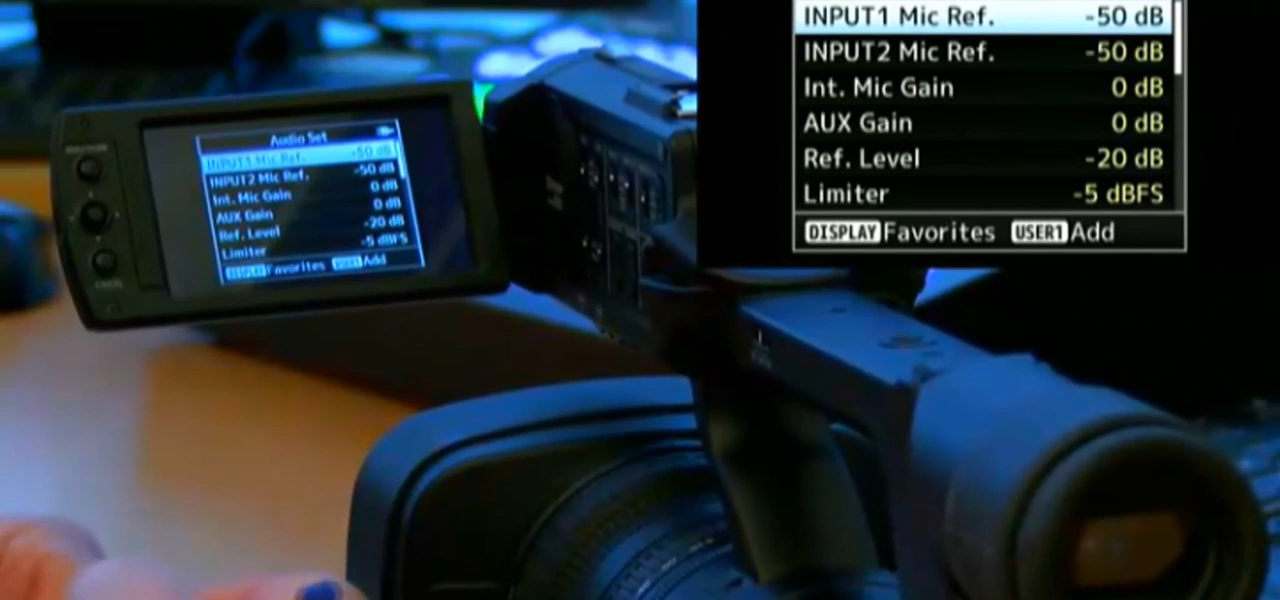 Audio Set
INPUT1 Mic Ref. -50 dB
INPUT2 Mic Ref. -50 dB
Int. Mic Gain 0 dB
AUX Gain 0 dB
Ref. Level -20 dB
Limiter -5 dBFS
DISPLAY Favorites USER1 Add
INPUT1 Mic Ref. -50 dB
INPUT2 Mic Ref. -50 dB
Int. Mic Gain 0 dB
AUX Gain 0 dB
Ref. Level -20 dB
Limiter -5 dBFS
DISPLAY Favorites USER1 Add
CANCEL